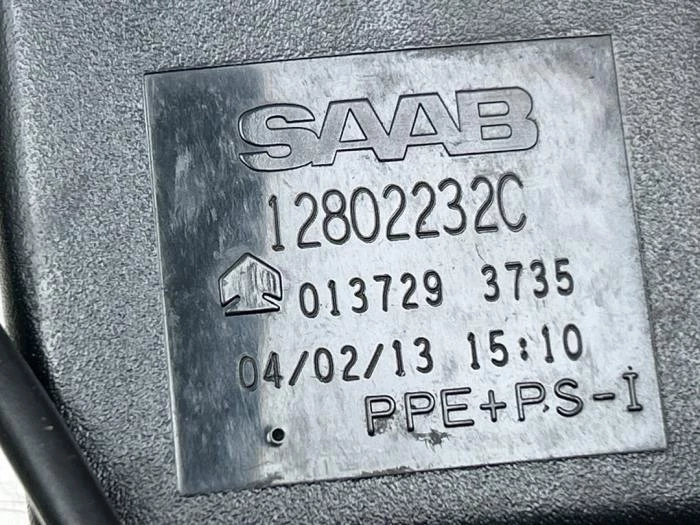 SAAB
12802232C
013729 3735
04/02/13 15:10
PPE+PS-I